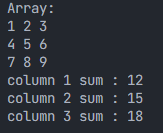 Array:
1 2 3
4 5 6
7 8 9
column 1 sum : 12
column 2 sum : 15
column 3 sum : 18